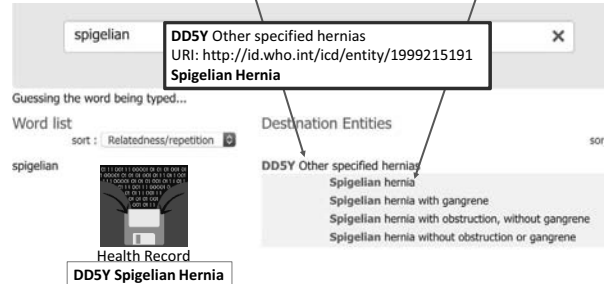 spigelian
DD5Y Other specified hernias
URI: http://id.who.int/icd/entity/1999215191
Spigelian Hernia
Guessing the word being typed...
Word list
sort : Relatedness/repetition
Destination Entities
sor
spigelian
DD5Y Other specified hernias
Spigelian hernia
Spigelian hernia with gangrene
Spigelian hernia with obstruction, without gangrene
Spigelian hernia without obstruction or gangrene
Health Record
DD5Y Spigelian Hernia